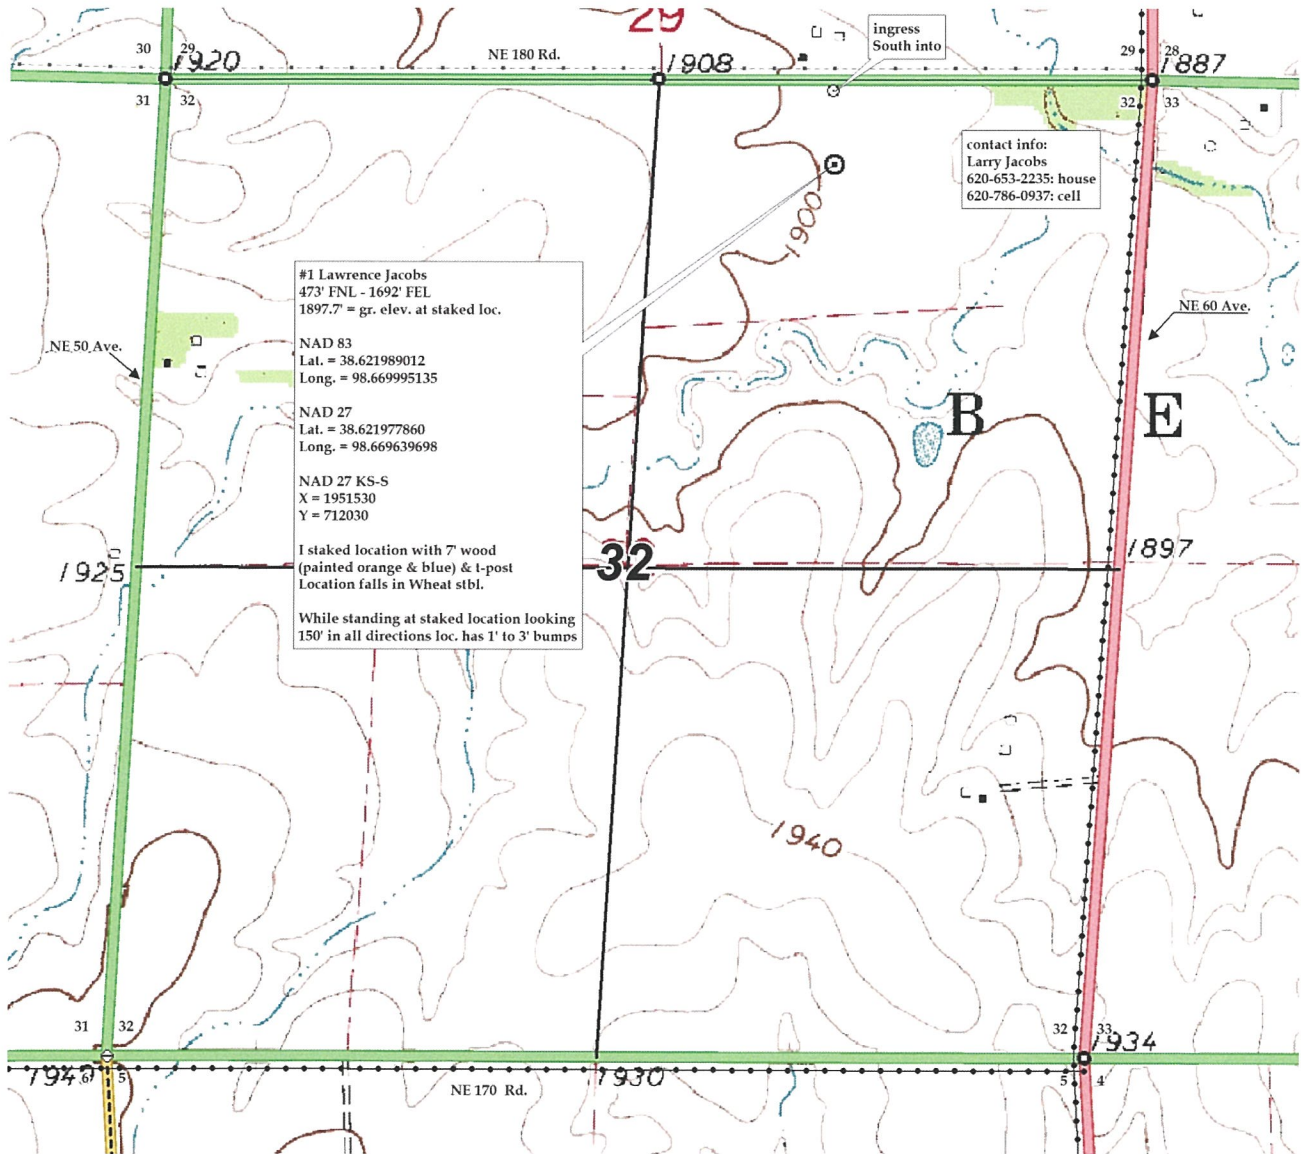 29
ingress
South into
30 29
1920
NE 180 Rd.
1908
29 28
1887
31 32
32 33
contact info:
Larry Jacobs
620-653-2235: house
620-786-0937: cell
1900
#1 Lawrence Jacobs
473' FNL - 1692' FEL
1897.7' = gr. elev. at staked loc.
NAD 83
Lat. = 38.621989012
Long. = 98.669995135
NAD 27
Lat. = 38.621977860
Long. = 98.669639698
NAD 27 KS-S
X = 1951530
Y = 712030
I staked location with 7' wood
(painted orange & blue) & t-post
Location falls in Wheat stbl.
While standing at staked location looking
150' in all directions loc. has 1' to 3' bumps
NE 50 Ave.
NE 60 Ave.
B E
1925
32
1897
1940
31 32
32 33
1934
6 5
1930
5 4
NE 170 Rd.